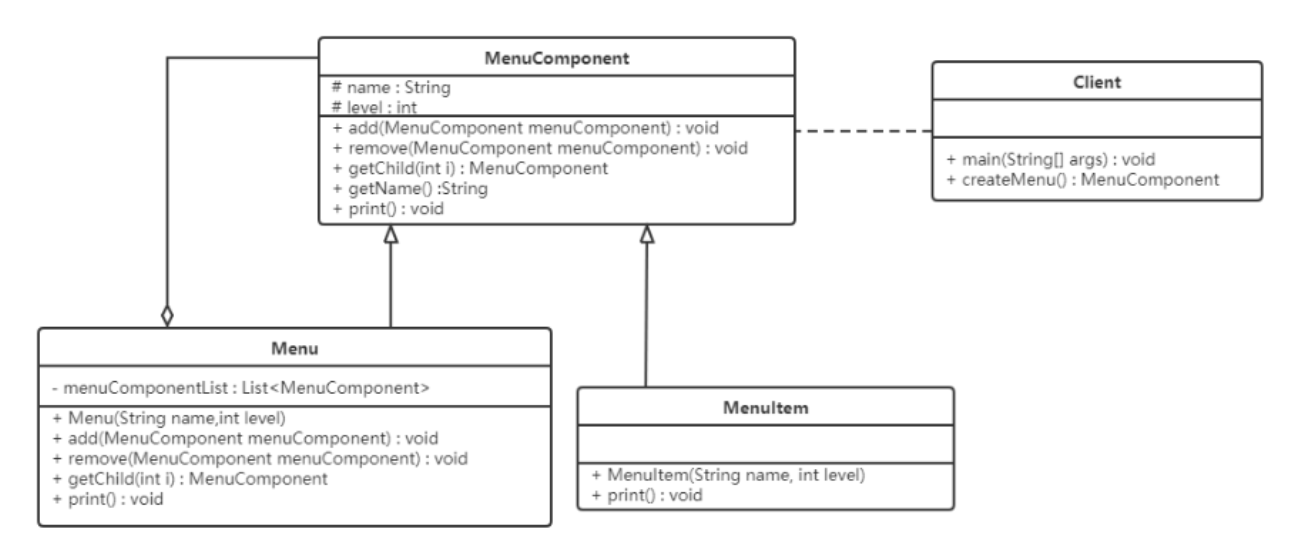 MenuComponent
# name : String
# level : int
+ add(MenuComponent menuComponent) : void
+ remove(MenuComponent menuComponent) : void
+ getChild(int i) : MenuComponent
+ getName() :String
+ print() : void
Client
+ main(String[] args) : void
+ createMenu() : MenuComponent
Menu
- menuComponentList : List<MenuComponent>
+ Menu(String name,int level)
+ add(MenuComponent menuComponent) : void
+ remove(MenuComponent menuComponent) : void
+ getChild(int i) : MenuComponent
+ print() : void
MenuItem
+ MenuItem(String name, int level)
+ print() : void